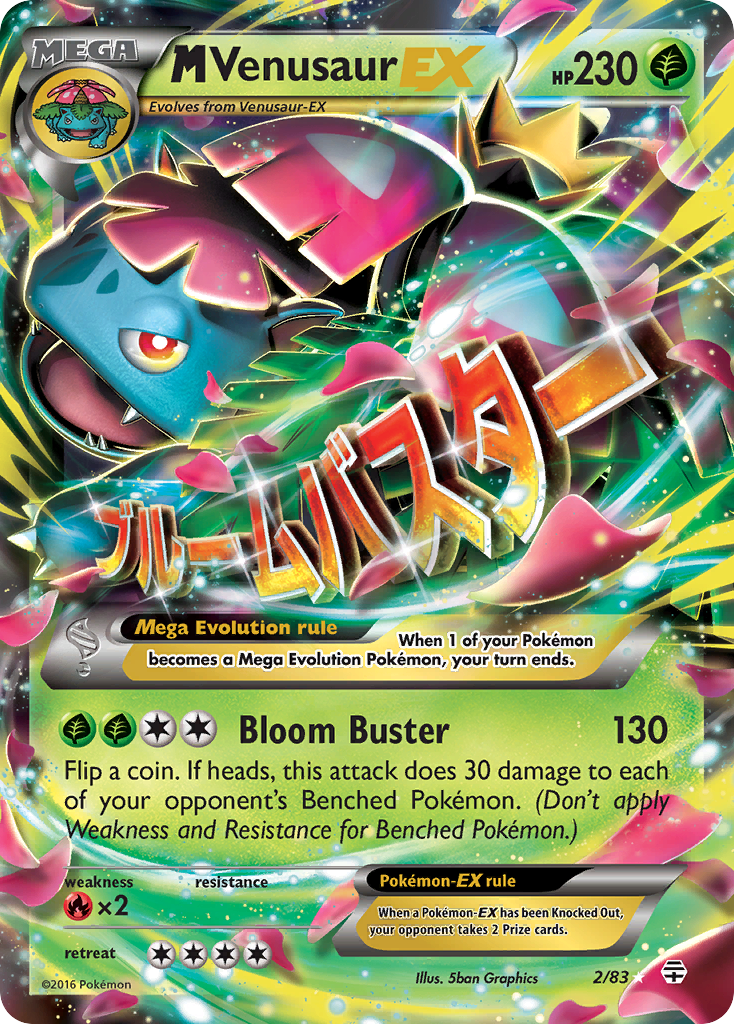 MEGA
M Venusaur EX
HP 230
Evolves from Venusaur-EX
ブルームバスター
Mega Evolution rule
When 1 of your Pokémon
becomes a Mega Evolution Pokémon, your turn ends.
Bloom Buster 130
Flip a coin. If heads, this attack does 30 damage to each
of your opponent's Benched Pokémon. (Don't apply
Weakness and Resistance for Benched Pokémon.)
weakness resistance
×2
Pokémon-EX rule
When a Pokémon-EX has been Knocked Out,
your opponent takes 2 Prize cards.
retreat
©2016 Pokémon
Illus. 5ban Graphics
2/83